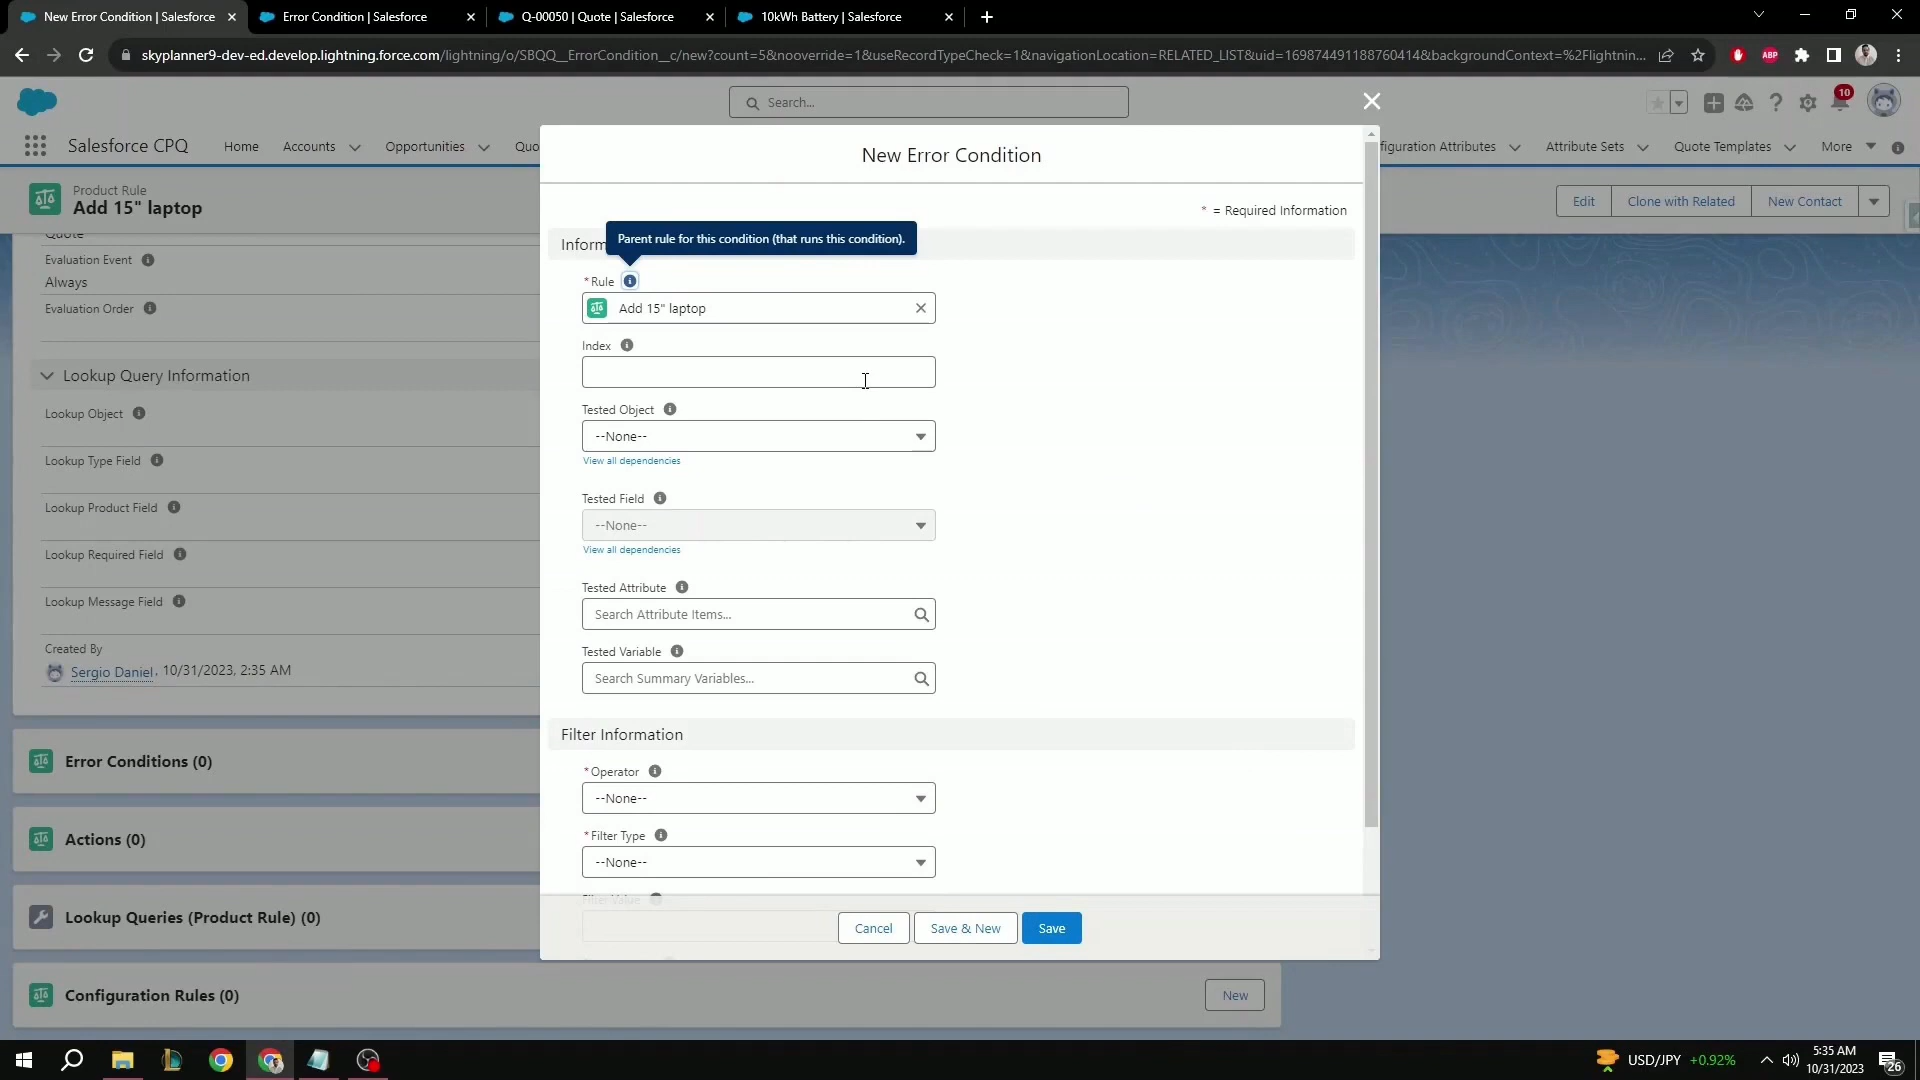 New Error Condition | Salesforce
Error Condition | Salesforce
Q-00050 | Quote | Salesforce
10kWh Battery | Salesforce
skyplanner9-dev-ed.develop.lightning.force.com/lightning/o/SBQQ__ErrorCondition__c/new?count=5&nooverride=1&useRecordTypeCheck=1&navigationLocation=RELATED_LIST&uid=169874491188760414&backgroundContext=%2Flightnin...
ABP
Search...
10
Salesforce CPQ
Home
Accounts
Opportunities
Quo
figuration Attributes
Attribute Sets
Quote Templates
More
Product Rule
Add 15" laptop
Edit
Clone with Related
New Contact
Quote
Evaluation Event
Always
Evaluation Order
Lookup Query Information
Lookup Object
Lookup Type Field
Lookup Product Field
Lookup Required Field
Lookup Message Field
Created By
Sergio Daniel, 10/31/2023, 2:35 AM
Error Conditions (0)
Actions (0)
Lookup Queries (Product Rule) (0)
Configuration Rules (0)
New
New Error Condition
* = Required Information
Inform
Parent rule for this condition (that runs this condition).
*Rule
Add 15" laptop
Index
Tested Object
--None--
View all dependencies
Tested Field
--None--
View all dependencies
Tested Attribute
Search Attribute Items...
Tested Variable
Search Summary Variables...
Filter Information
*Operator
--None--
*Filter Type
--None--
Filter Value
Cancel
Save & New
Save
USD/JPY +0.92%
5:35 AM
10/31/2023
26